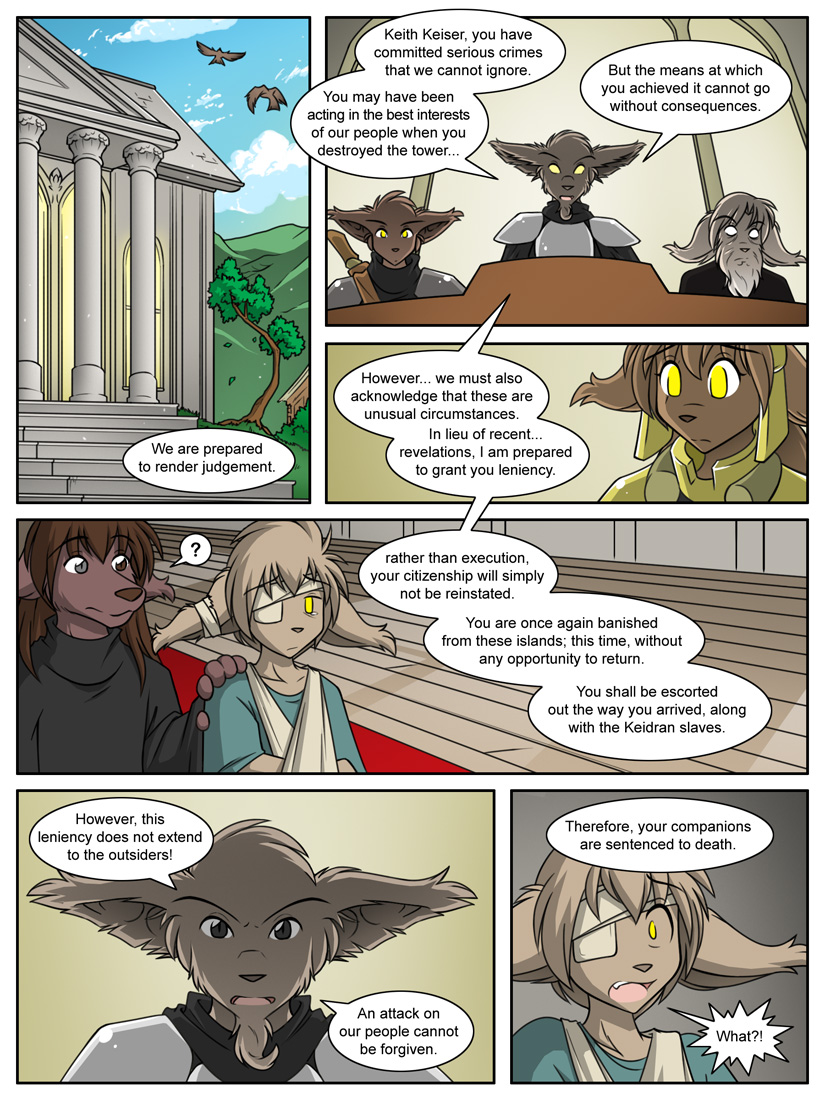 We are prepared
to render judgement.
Keith Keiser, you have
committed serious crimes
that we cannot ignore.
You may have been
acting in the best interests
of our people when you
destroyed the tower...
But the means at which
you achieved it cannot go
without consequences.
However... we must also
acknowledge that these are
unusual circumstances.
In lieu of recent...
revelations, I am prepared
to grant you leniency.
?
rather than execution,
your citizenship will simply
not be reinstated.
You are once again banished
from these islands; this time, without
any opportunity to return.
You shall be escorted
out the way you arrived, along
with the Keidran slaves.
However, this
leniency does not extend
to the outsiders!
An attack on
our people cannot
be forgiven.
Therefore, your companions
are sentenced to death.
What?!